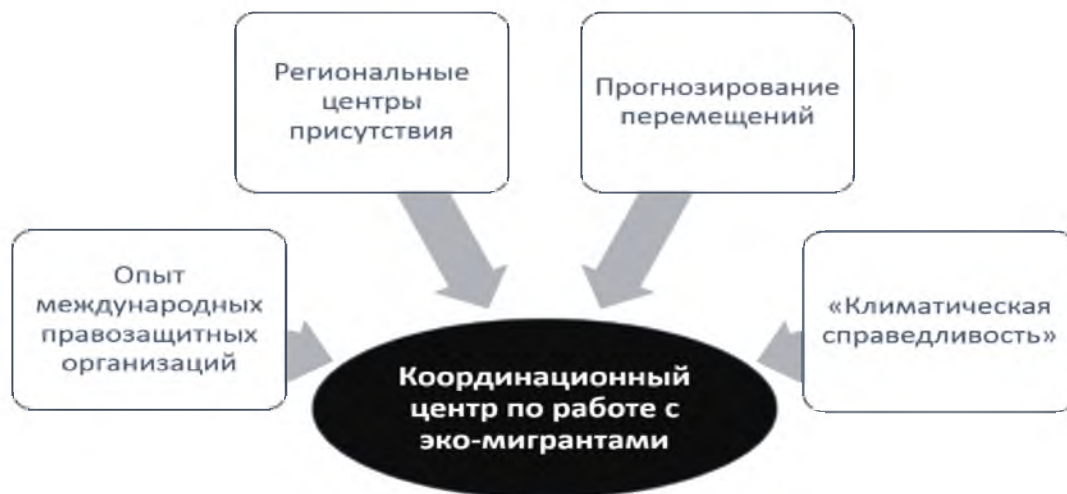 Региональные
центры
присутствия
Прогнозирование
перемещений
Опыт
международных
правозащитных
организаций
«Климатическая
справедливость»
Координационный
центр по работе с
эко-мигрантами